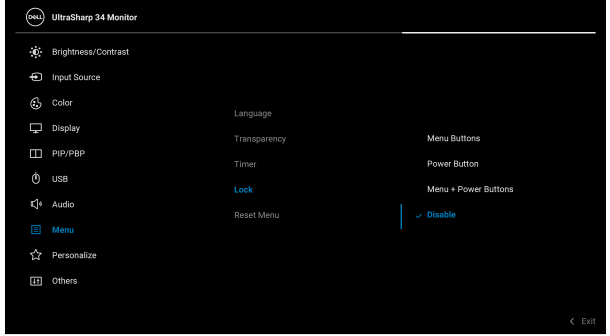 DELL UltraSharp 34 Monitor
Brightness/Contrast
Input Source
Color
Display
PIP/PBP
USB
Audio
Menu
Personalize
Others
Language
Transparency
Timer
Lock
Reset Menu
Menu Buttons
Power Button
Menu + Power Buttons
Disable
Exit